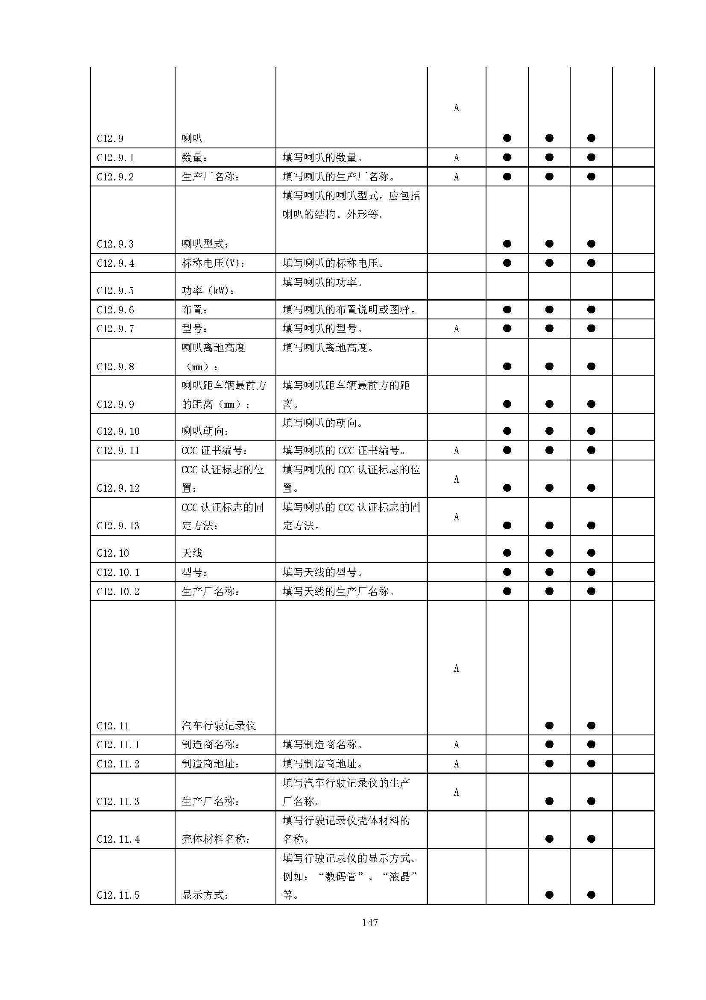 A
C12.9 喇叭 ● ● ●
C12.9.1 数量: 填写喇叭的数量。 A ● ● ●
C12.9.2 生产厂名称: 填写喇叭的生产厂名称。 A ● ● ●
填写喇叭的喇叭型式。应包括
喇叭的结构、外形等。
C12.9.3 喇叭型式: ● ● ●
C12.9.4 标称电压(V): 填写喇叭的标称电压。 ● ● ●
填写喇叭的功率。
C12.9.5 功率（kW):
C12.9.6 布置: 填写喇叭的布置说明或图样。 ● ● ●
C12.9.7 型号: 填写喇叭的型号。 A ● ● ●
喇叭离地高度 填写喇叭离地高度。
C12.9.8 （mm）: ● ● ●
喇叭距车辆最前方 填写喇叭距车辆最前方的距
C12.9.9 的距离（mm）: 离。 ● ● ●
填写喇叭的朝向。
C12.9.10 喇叭朝向: ● ● ●
C12.9.11 CCC 证书编号: 填写喇叭的 CCC 证书编号。 A ● ● ●
CCC 认证标志的位 填写喇叭的 CCC 认证标志的位
A
C12.9.12 置: 置。 ● ● ●
CCC 认证标志的固 填写喇叭的 CCC 认证标志的固
A
C12.9.13 定方法: 定方法。 ● ● ●
C12.10 天线 ● ● ●
C12.10.1 型号: 填写天线的型号。 ● ● ●
C12.10.2 生产厂名称: 填写天线的生产厂名称。 ● ● ●
A
C12.11 汽车行驶记录仪 ● ●
C12.11.1 制造商名称: 填写制造商名称。 A ● ●
C12.11.2 制造商地址: 填写制造商地址。 A ● ●
填写汽车行驶记录仪的生产
A
C12.11.3 生产厂名称: 厂名称。 ● ●
填写行驶记录仪壳体材料的
C12.11.4 壳体材料名称: 名称。 ● ●
填写行驶记录仪的显示方式。
例如: “数码管”、“液晶”
C12.11.5 显示方式: 等。 ● ●
147